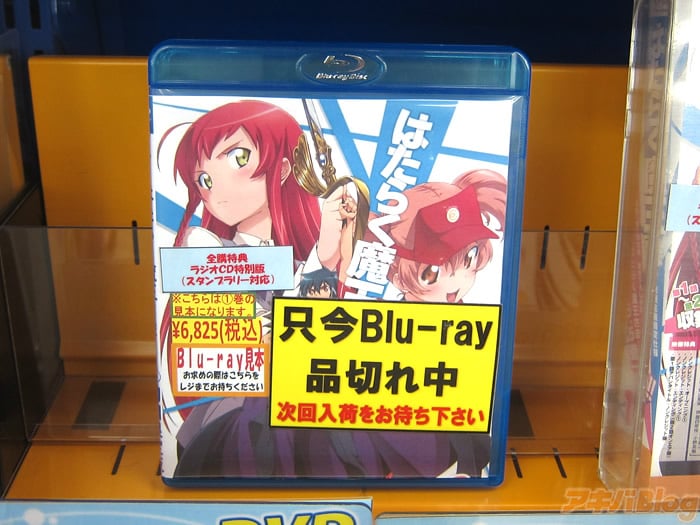 Blu-ray Disc
はたらく魔王
全購特典
ラジオCD特別版
(スタンプラリー対応)
※こちらは①巻の
見本になります
¥6,825(税込)
Blu-ray見本
お求めの際はこちらを
レジまでお持ちください
只今Blu-ray
品切れ中
次回入荷をお待ち下さい
DVD
アキバBlog